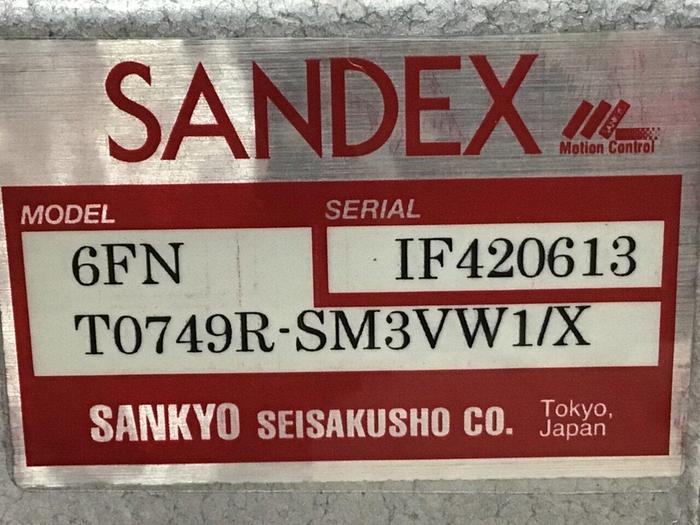 SANDEX
Motion Control
MODEL
SERIAL
6FN
IF420613
T0749R-SM3VW1/X
SANKYO SEISAKUSHO CO.
Tokyo,
Japan